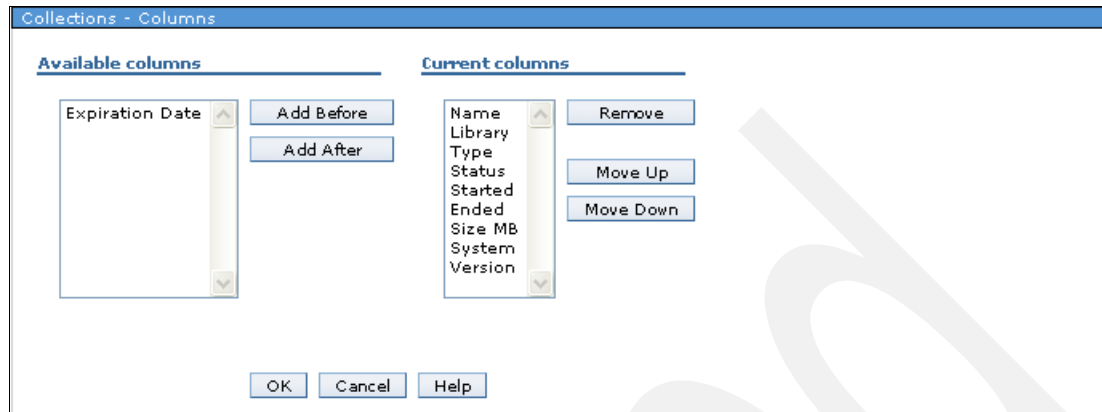 Collections - Columns
Available columns
Current columns
Expiration Date
Add Before
Add After
Name
Library
Type
Status
Started
Ended
Size MB
System
Version
Remove
Move Up
Move Down
OK
Cancel
Help